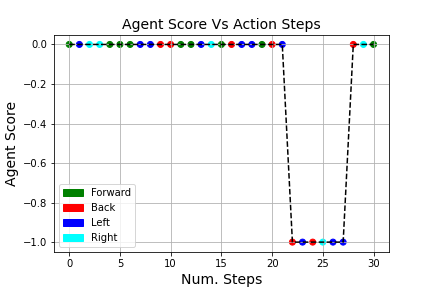 Agent Score Vs Action Steps
Agent Score
0.0
−0.2
−0.4
−0.6
−0.8
−1.0
Forward
Back
Left
Right
0 5 10 15 20 25 30
Num. Steps